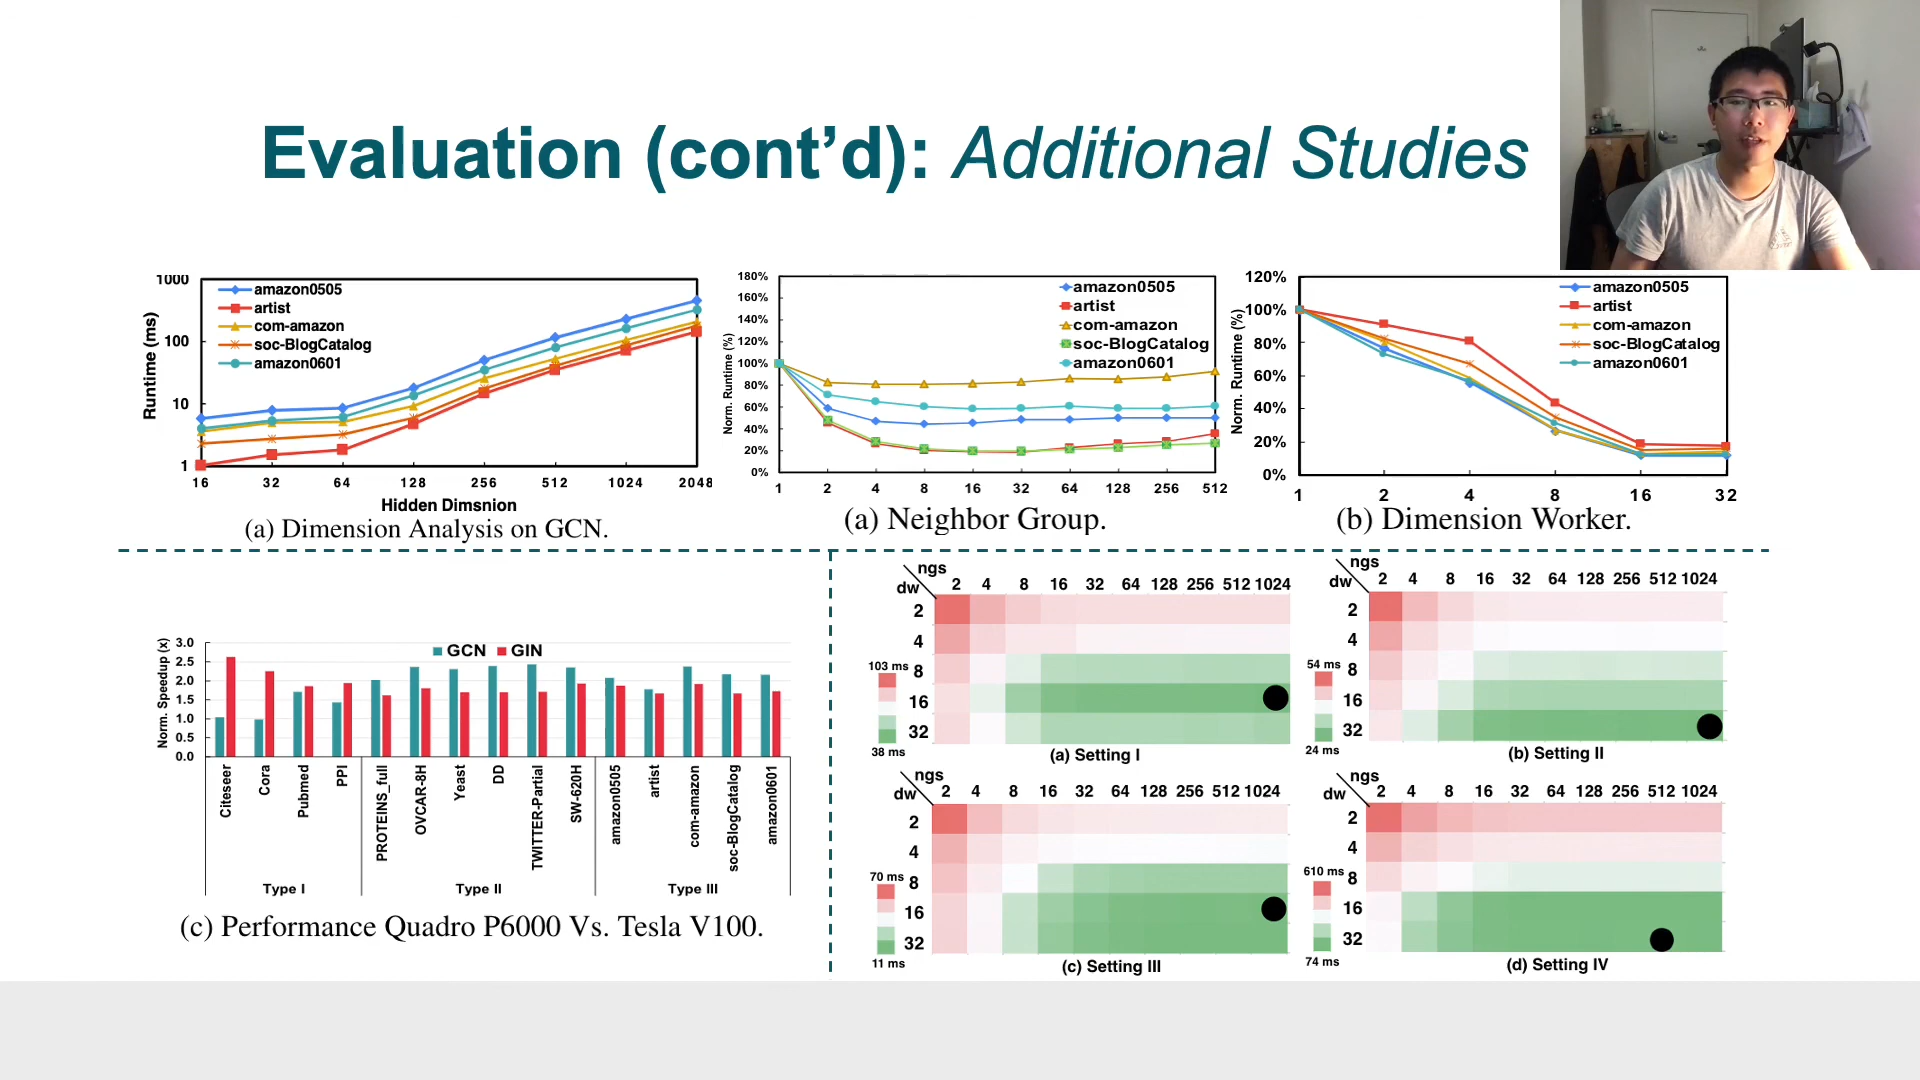 Evaluation (cont’d): Additional Studies
1000
100
10
1
Runtime (ms)
amazon0505
artist
com-amazon
soc-BlogCatalog
amazon0601
16 32 64 128 256 512 1024 2048
Hidden Dimsnion
(a) Dimension Analysis on GCN.
180%
160%
140%
120%
100%
80%
60%
40%
20%
0%
Norm. Runtime (%)
amazon0505
artist
com-amazon
soc-BlogCatalog
amazon0601
1 2 4 8 16 32 64 128 256 512
(a) Neighbor Group.
120%
100%
80%
60%
40%
20%
0%
Norm. Runtime (%)
amazon0505
artist
com-amazon
soc-BlogCatalog
amazon0601
1 2 4 8 16 32
(b) Dimension Worker.
3.0
2.5
2.0
1.5
1.0
0.5
0.0
Norm. Speedup (x)
GCN GIN
Citeseer
Cora
Pubmed
PPI
PROTEINS_full
OVCAR-8H
Yeast
DD
TWITTER-Partial
SW-620H
amazon0505
artist
com-amazon
soc-BlogCatalog
amazon0601
Type I Type II Type III
(c) Performance Quadro P6000 Vs. Tesla V100.
ngs
dw
2 4 8 16 32 64 128 256 512 1024
2
4
8
16
32
103 ms
38 ms
(a) Setting I
ngs
dw
2 4 8 16 32 64 128 256 512 1024
2
4
8
16
32
54 ms
24 ms
(b) Setting II
ngs
dw
2 4 8 16 32 64 128 256 512 1024
2
4
8
16
32
70 ms
11 ms
(c) Setting III
ngs
dw
2 4 8 16 32 64 128 256 512 1024
2
4
8
16
32
610 ms
74 ms
(d) Setting IV